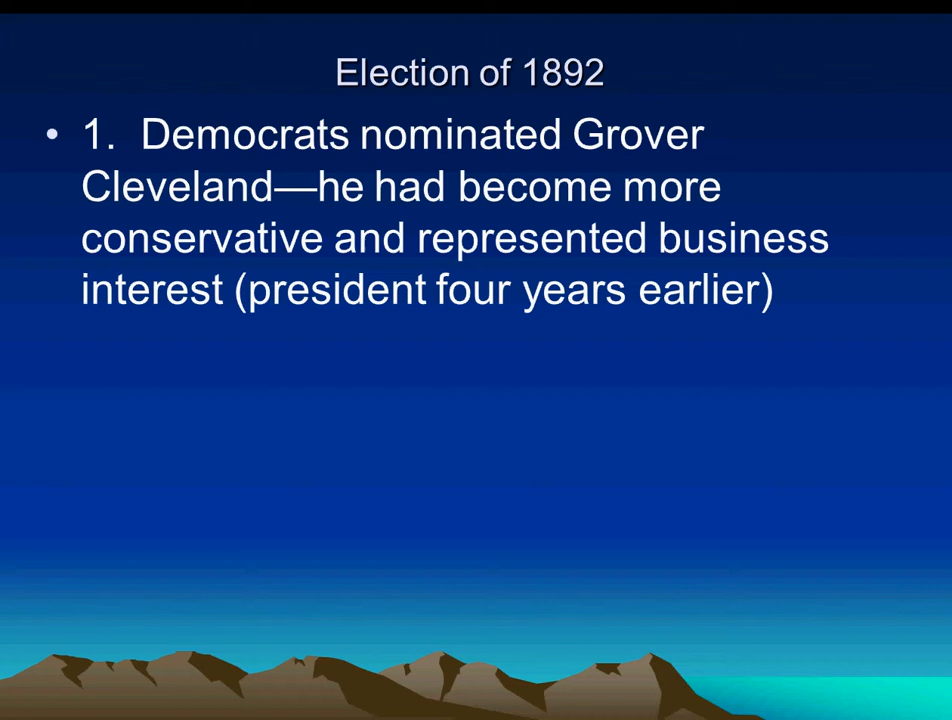 Election of 1892
• 1.  Democrats nominated Grover
Cleveland—he had become more
conservative and represented business
interest (president four years earlier)